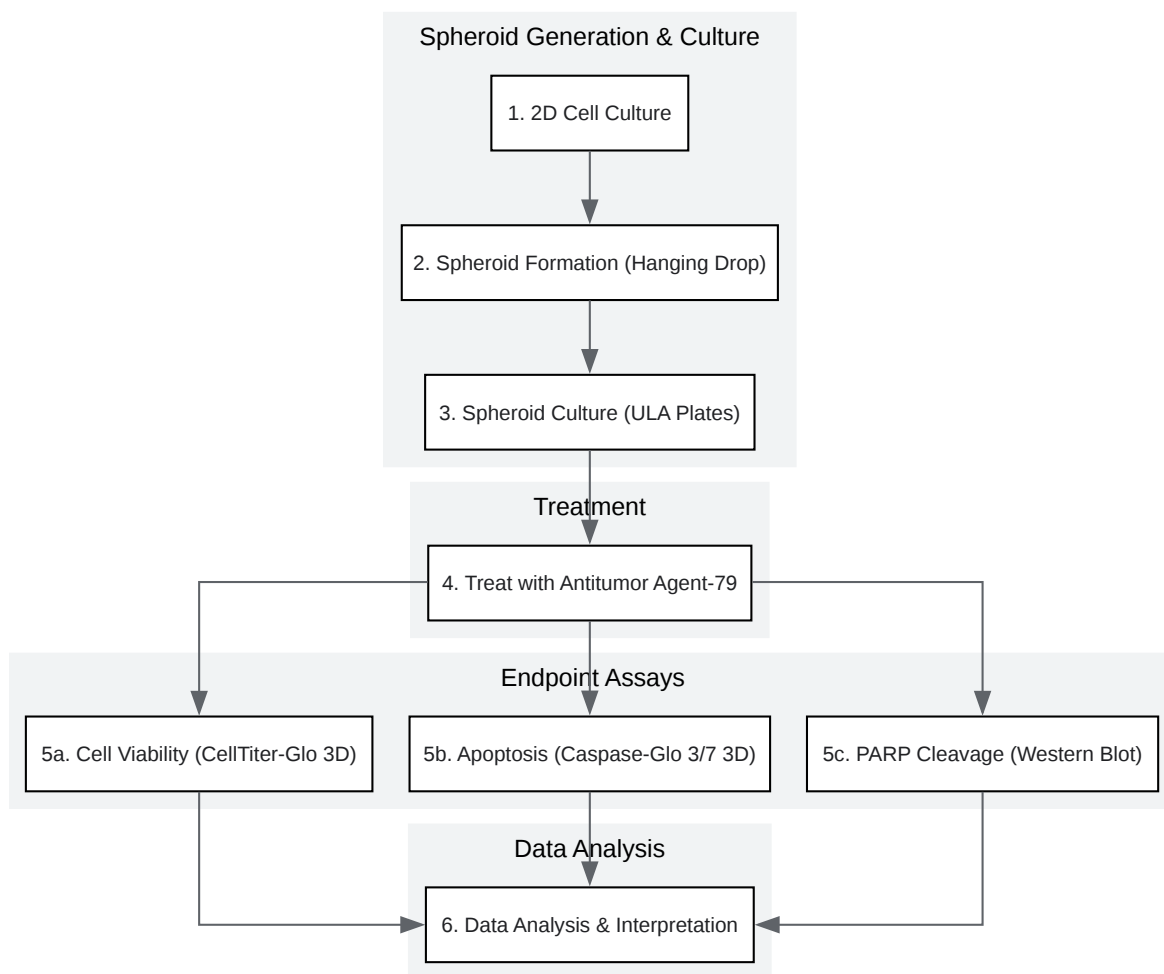 Spheroid Generation & Culture
1. 2D Cell Culture
2. Spheroid Formation (Hanging Drop)
3. Spheroid Culture (ULA Plates)
Treatment
4. Treat with Antitumor Agent-79
Endpoint Assays
5a. Cell Viability (CellTiter-Glo 3D)
5b. Apoptosis (Caspase-Glo 3/7 3D)
5c. PARP Cleavage (Western Blot)
Data Analysis
6. Data Analysis & Interpretation